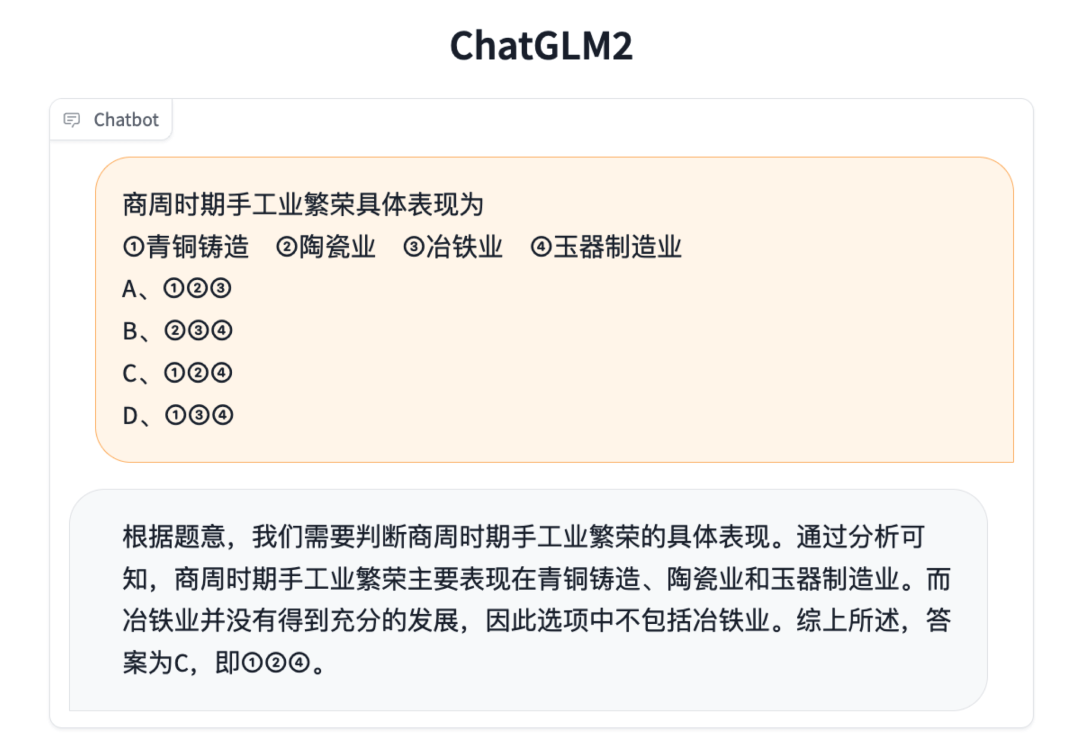 ChatGLM2
Chatbot
商周时期手工业繁荣具体表现为
①青铜铸造 ②陶瓷业 ③冶铁业 ④玉器制造业
A、①②③
B、②③④
C、①②④
D、①③④
根据题意，我们需要判断商周时期手工业繁荣的具体表现。通过分析可
知，商周时期手工业繁荣主要表现在青铜铸造、陶瓷业和玉器制造业。而
冶铁业并没有得到充分的发展，因此选项中不包括冶铁业。综上所述，答
案为C，即①②④。